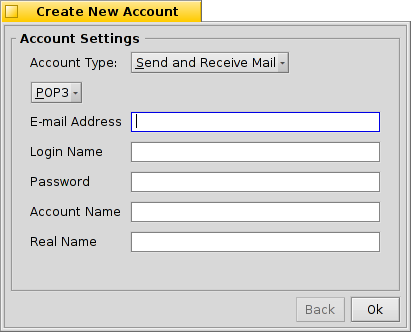 Create New Account
Account Settings
Account Type: Send and Receive Mail
POP3
E-mail Address
Login Name
Password
Account Name
Real Name
Back Ok